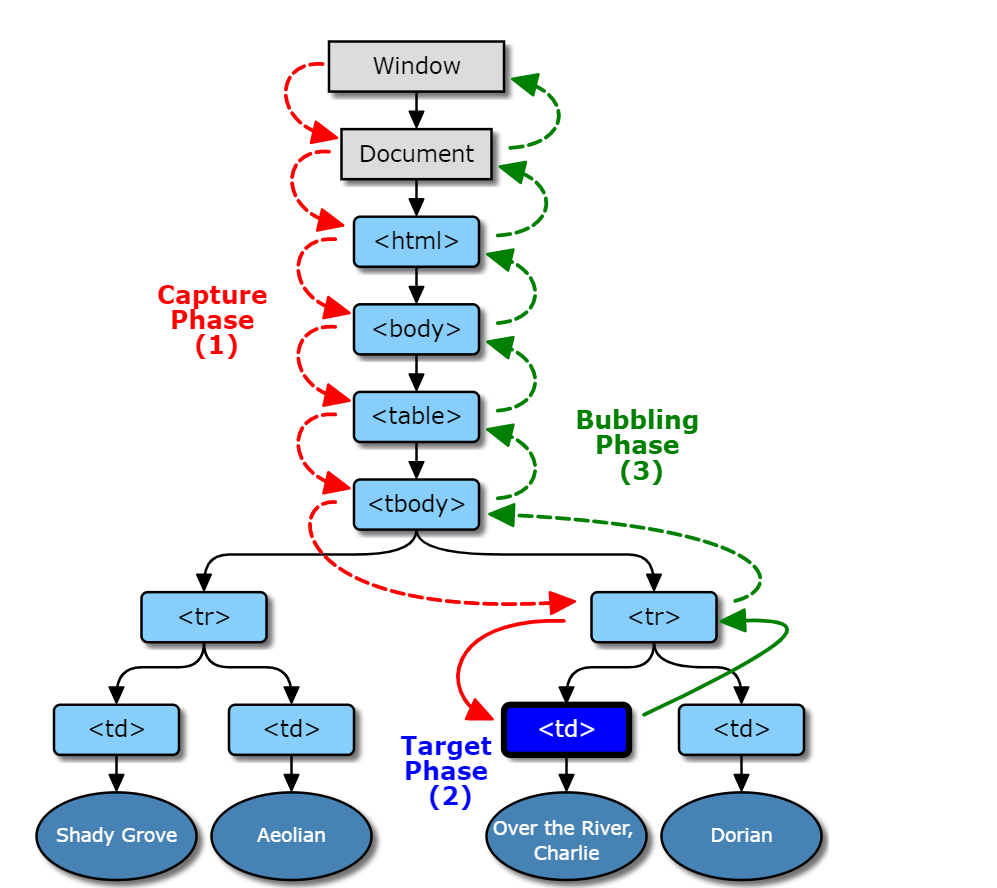 Window
Document
<html>
Capture
Phase
(1)
<body>
<table>
Bubbling
Phase
(3)
<tbody>
<tr>
<tr>
<td>
<td>
<td>
<td>
Target
Phase
(2)
Shady Grove
Aeolian
Over the River,
Charlie
Dorian